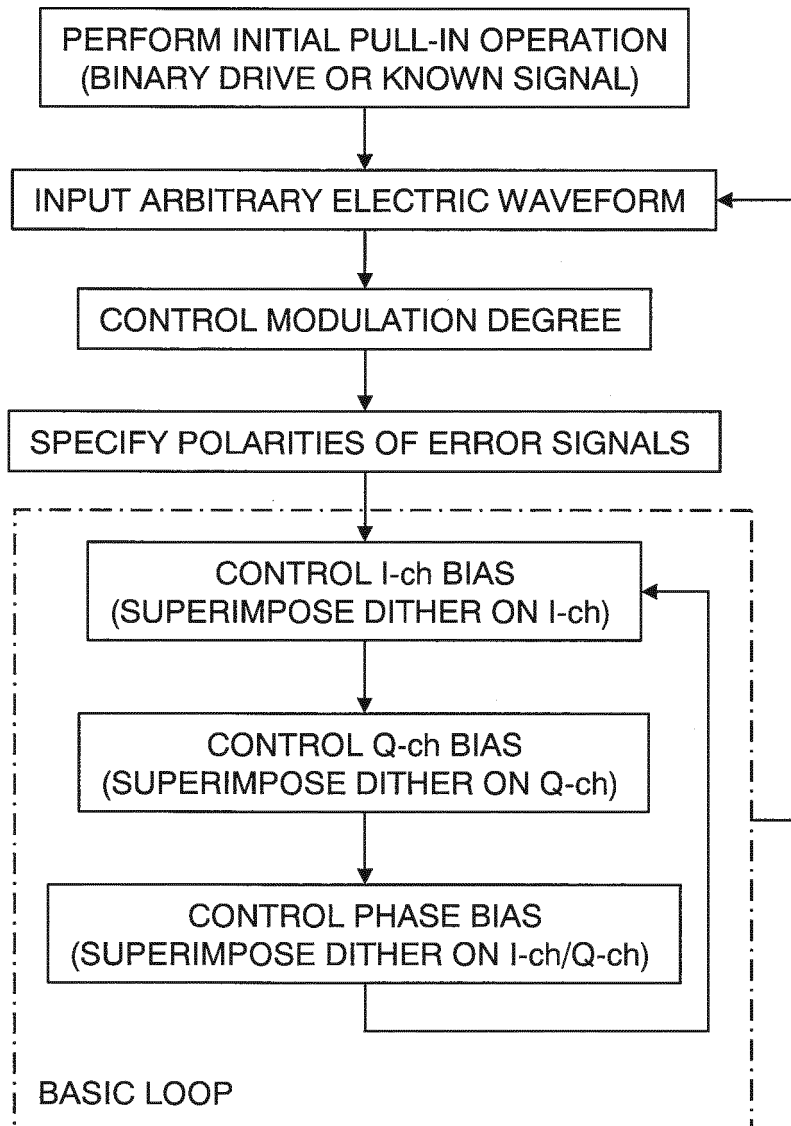 PERFORM INITIAL PULL-IN OPERATION
(BINARY DRIVE OR KNOWN SIGNAL)
INPUT ARBITRARY ELECTRIC WAVEFORM
CONTROL MODULATION DEGREE
SPECIFY POLARITIES OF ERROR SIGNALS
CONTROL I-ch BIAS
(SUPERIMPOSE DITHER ON I-ch)
CONTROL Q-ch BIAS
(SUPERIMPOSE DITHER ON Q-ch)
CONTROL PHASE BIAS
(SUPERIMPOSE DITHER ON I-ch/Q-ch)
BASIC LOOP